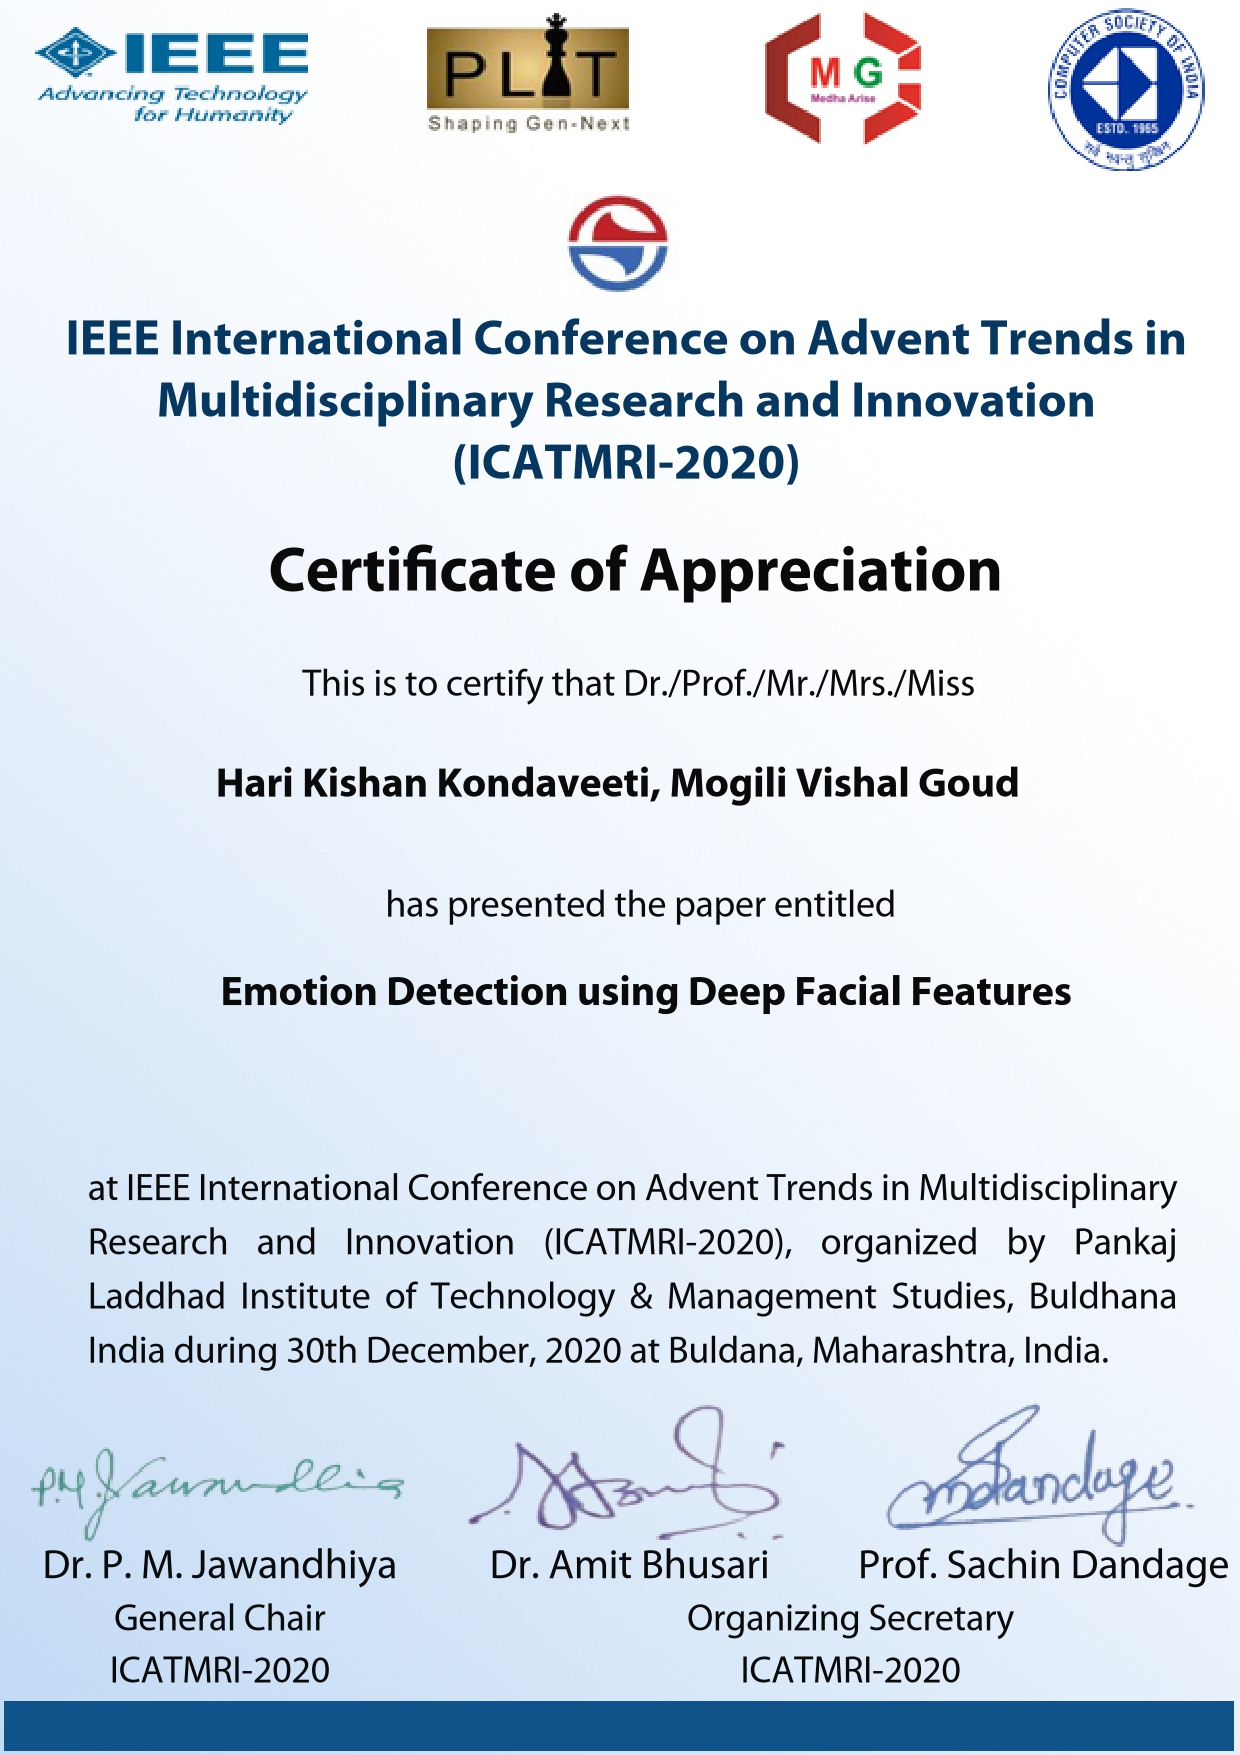 IEEE
Advancing Technology
for Humanity
PLIT
Shaping Gen-Next
M G
Medha Arise
COMPUTER SOCIETY OF INDIA
ESTD. 1965
सर्वे भवन्तु सुखिनः
IEEE International Conference on Advent Trends in
Multidisciplinary Research and Innovation
(ICATMRI-2020)
Certificate of Appreciation
This is to certify that Dr./Prof./Mr./Mrs./Miss
Hari Kishan Kondaveeti, Mogili Vishal Goud
has presented the paper entitled
Emotion Detection using Deep Facial Features
at IEEE International Conference on Advent Trends in Multidisciplinary
Research and Innovation (ICATMRI-2020), organized by Pankaj
Laddhad Institute of Technology & Management Studies, Buldhana
India during 30th December, 2020 at Buldana, Maharashtra, India.
P.M. Jawandhiya
Dr. P. M. Jawandhiya Dr. Amit Bhusari Prof. Sachin Dandage
General Chair Organizing Secretary
ICATMRI-2020 ICATMRI-2020